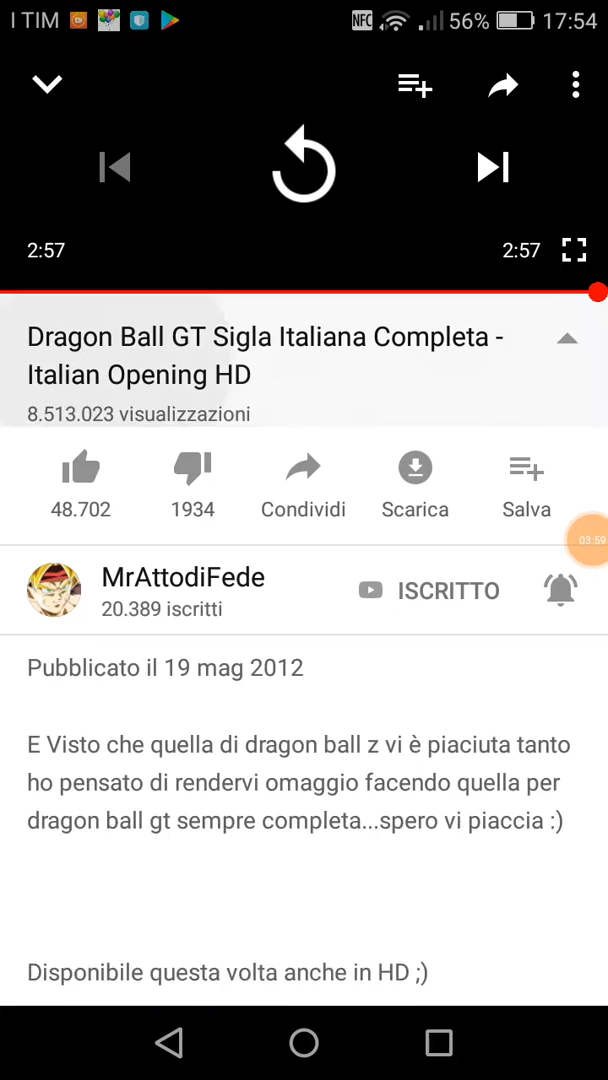 I TIM NFC 56% 17:54
2:57 2:57
Dragon Ball GT Sigla Italiana Completa -
Italian Opening HD
8.513.023 visualizzazioni
48.702 1934 Condividi Scarica Salva
03:59
MrAttodiFede
ISCRITTO
20.389 iscritti
Pubblicato il 19 mag 2012
E Visto che quella di dragon ball z vi è piaciuta tanto
ho pensato di rendervi omaggio facendo quella per
dragon ball gt sempre completa...spero vi piaccia :)
Disponibile questa volta anche in HD ;)